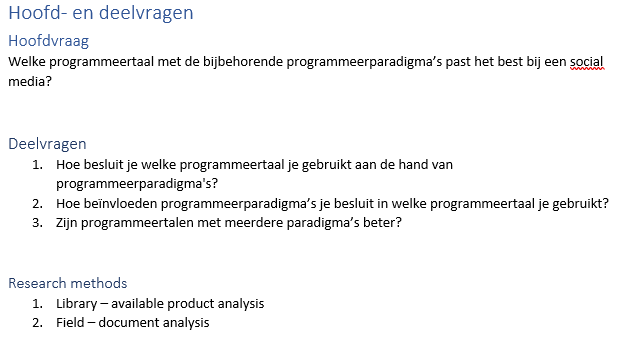 Hoofd- en deelvragen
Hoofdvraag
Welke programmeertaal met de bijbehorende programmeerparadigma’s past het best bij een social
media?
Deelvragen
1. Hoe besluit je welke programmeertaal je gebruikt aan de hand van
programmeerparadigma's?
2. Hoe beïnvloeden programmeerparadigma’s je besluit in welke programmeertaal je gebruikt?
3. Zijn programmeertalen met meerdere paradigma’s beter?
Research methods
1. Library – available product analysis
2. Field – document analysis